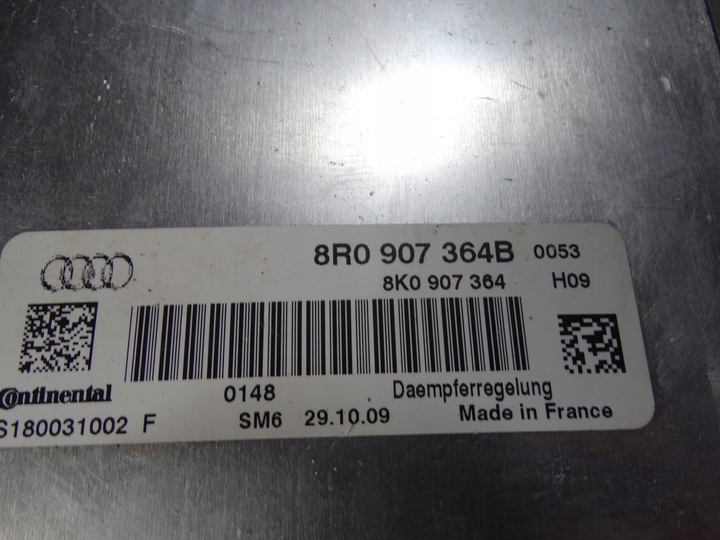 8R0 907 364B 0053
8K0 907 364 H09
Continental 0148 Daempferregelung
S180031002 F SM6 29.10.09 Made in France